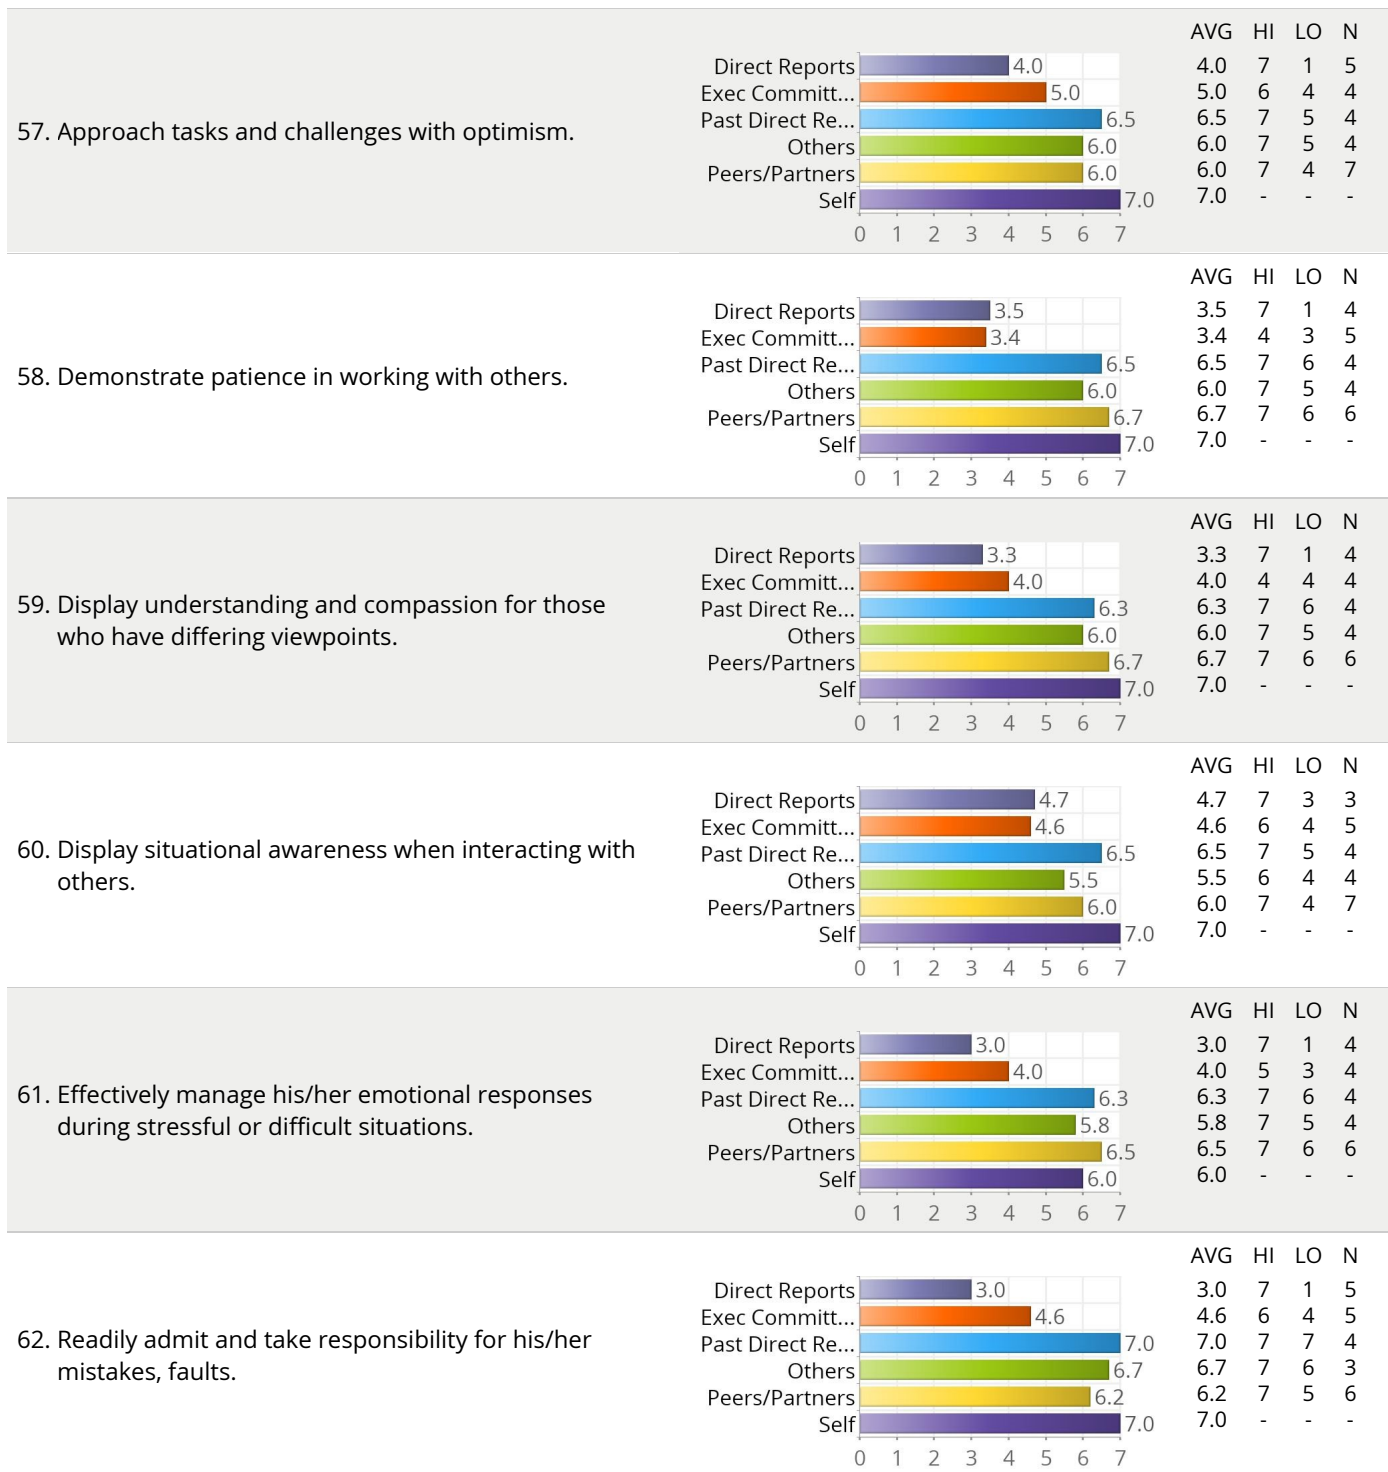 AVG HI LO N
57. Approach tasks and challenges with optimism.
Direct Reports 4.0 4.0 7 1 5
Exec Committ... 5.0 5.0 6 4 4
Past Direct Re... 6.5 6.5 7 5 4
Others 6.0 6.0 7 5 4
Peers/Partners 6.0 6.0 7 4 7
Self 7.0 7.0 - - -
0 1 2 3 4 5 6 7
AVG HI LO N
58. Demonstrate patience in working with others.
Direct Reports 3.5 3.5 7 1 4
Exec Committ... 3.4 3.4 4 3 5
Past Direct Re... 6.5 6.5 7 6 4
Others 6.0 6.0 7 5 4
Peers/Partners 6.7 6.7 7 6 6
Self 7.0 7.0 - - -
0 1 2 3 4 5 6 7
AVG HI LO N
59. Display understanding and compassion for those
who have differing viewpoints.
Direct Reports 3.3 3.3 7 1 4
Exec Committ... 4.0 4.0 4 4 4
Past Direct Re... 6.3 6.3 7 6 4
Others 6.0 6.0 7 5 4
Peers/Partners 6.7 6.7 7 6 6
Self 7.0 7.0 - - -
0 1 2 3 4 5 6 7
AVG HI LO N
60. Display situational awareness when interacting with
others.
Direct Reports 4.7 4.7 7 3 3
Exec Committ... 4.6 4.6 6 4 5
Past Direct Re... 6.5 6.5 7 5 4
Others 5.5 5.5 6 4 4
Peers/Partners 6.0 6.0 7 4 7
Self 7.0 7.0 - - -
0 1 2 3 4 5 6 7
AVG HI LO N
61. Effectively manage his/her emotional responses
during stressful or difficult situations.
Direct Reports 3.0 3.0 7 1 4
Exec Committ... 4.0 4.0 5 3 4
Past Direct Re... 6.3 6.3 7 6 4
Others 5.8 5.8 7 5 4
Peers/Partners 6.5 6.5 7 6 6
Self 6.0 6.0 - - -
0 1 2 3 4 5 6 7
AVG HI LO N
62. Readily admit and take responsibility for his/her
mistakes, faults.
Direct Reports 3.0 3.0 7 1 5
Exec Committ... 4.6 4.6 6 4 5
Past Direct Re... 7.0 7.0 7 7 4
Others 6.7 6.7 7 6 3
Peers/Partners 6.2 6.2 7 5 6
Self 7.0 7.0 - - -
0 1 2 3 4 5 6 7